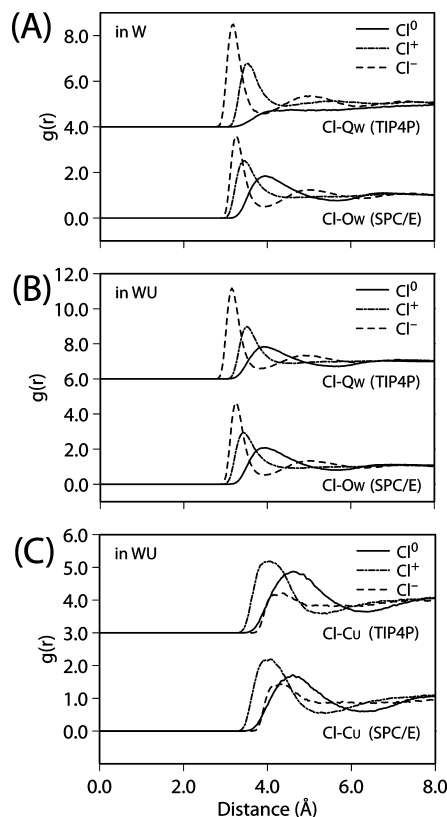 (A)
in W
Cl⁰
Cl⁺
Cl⁻
8.0
6.0
4.0
2.0
0.0
g(r)
Cl-Qw (TIP4P)
Cl-Ow (SPC/E)
(B)
in WU
Cl⁰
Cl⁺
Cl⁻
12.0
10.0
8.0
6.0
4.0
2.0
0.0
g(r)
Cl-Qw (TIP4P)
Cl-Ow (SPC/E)
(C)
in WU
Cl⁰
Cl⁺
Cl⁻
6.0
5.0
4.0
3.0
2.0
1.0
0.0
g(r)
Cl-Cu (TIP4P)
Cl-Cu (SPC/E)
0.0 2.0 4.0 6.0 8.0
Distance (Å)